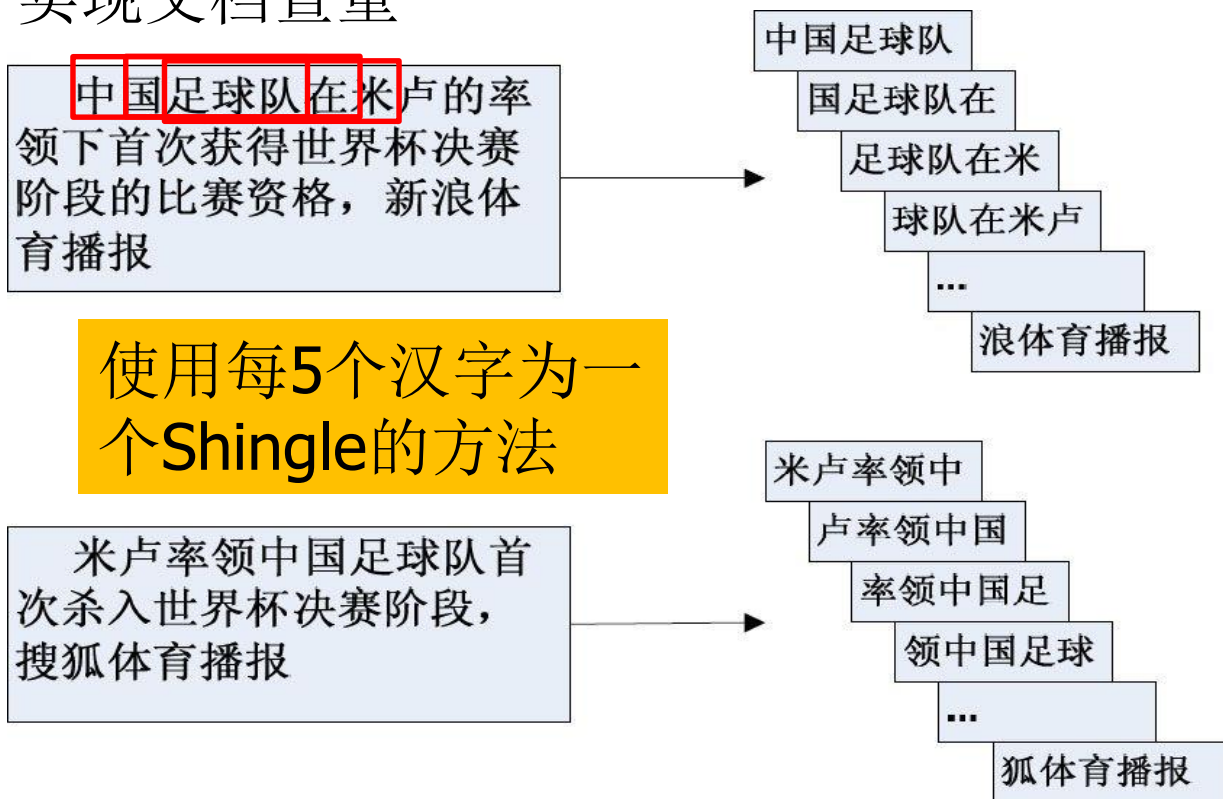 实现文档查重
中国足球队在米卢的率
领下首次获得世界杯决赛
阶段的比赛资格，新浪体
育播报
中国足球队
国足球队在
足球队在米
球队在米卢
...
浪体育播报
使用每5个汉字为一
个Shingle的方法
米卢率领中国足球队首
次杀入世界杯决赛阶段，
搜狐体育播报
米卢率领中
卢率领中国
率领中国足
领中国足球
...
狐体育播报